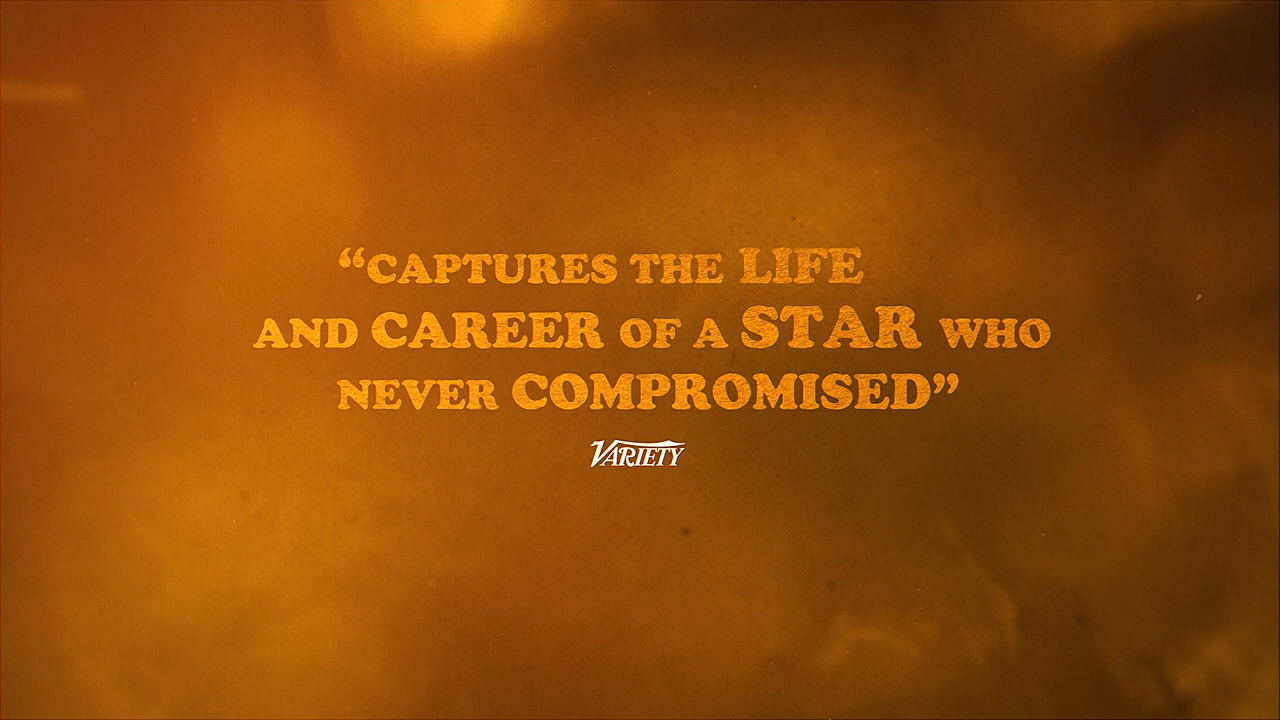 “CAPTURES THE LIFE
AND CAREER OF A STAR WHO
NEVER COMPROMISED”
VARIETY